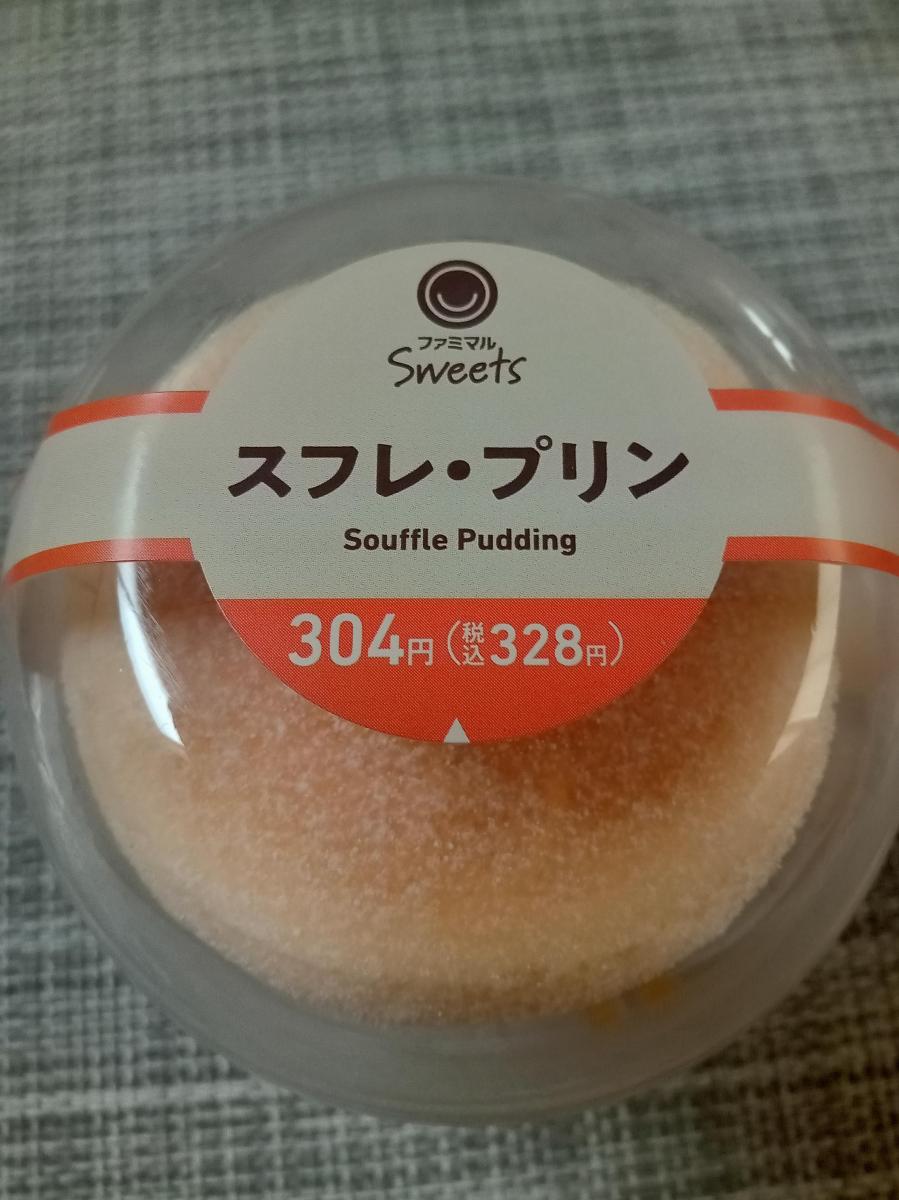 ファミマル
Sweets
スフレ・プリン
Souffle Pudding
304円(税込328円)